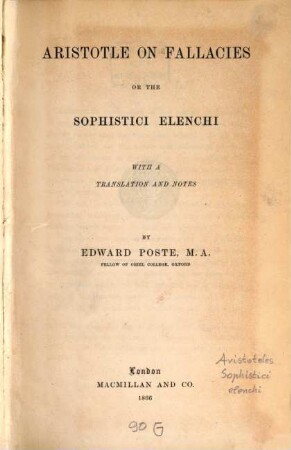 ARISTOTLE ON FALLACIES
OR THE
SOPHISTICI ELENCHI
WITH A
TRANSLATION AND NOTES
BY
EDWARD POSTE, M.A.
FELLOW OF ORIEL COLLEGE, OXFORD
London
MACMILLAN AND CO.
1866
Aristoteles
Sophistici
elenchi
90 G